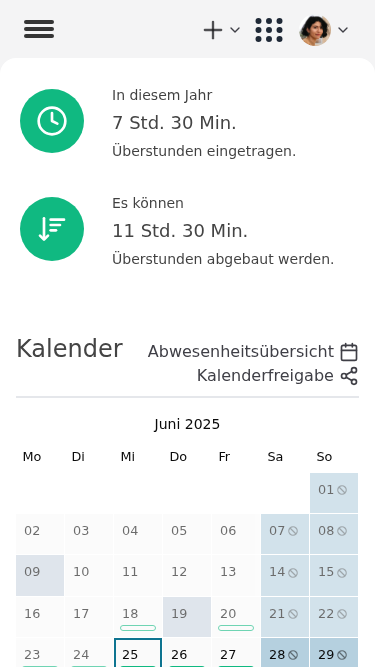 In diesem Jahr
7 Std. 30 Min.
Überstunden eingetragen.
Es können
11 Std. 30 Min.
Überstunden abgebaut werden.
Kalender
Abwesenheitsübersicht
Kalenderfreigabe
Juni 2025
Mo Di Mi Do Fr Sa So
01
02 03 04 05 06 07 08
09 10 11 12 13 14 15
16 17 18 19 20 21 22
23 24 25 26 27 28 29